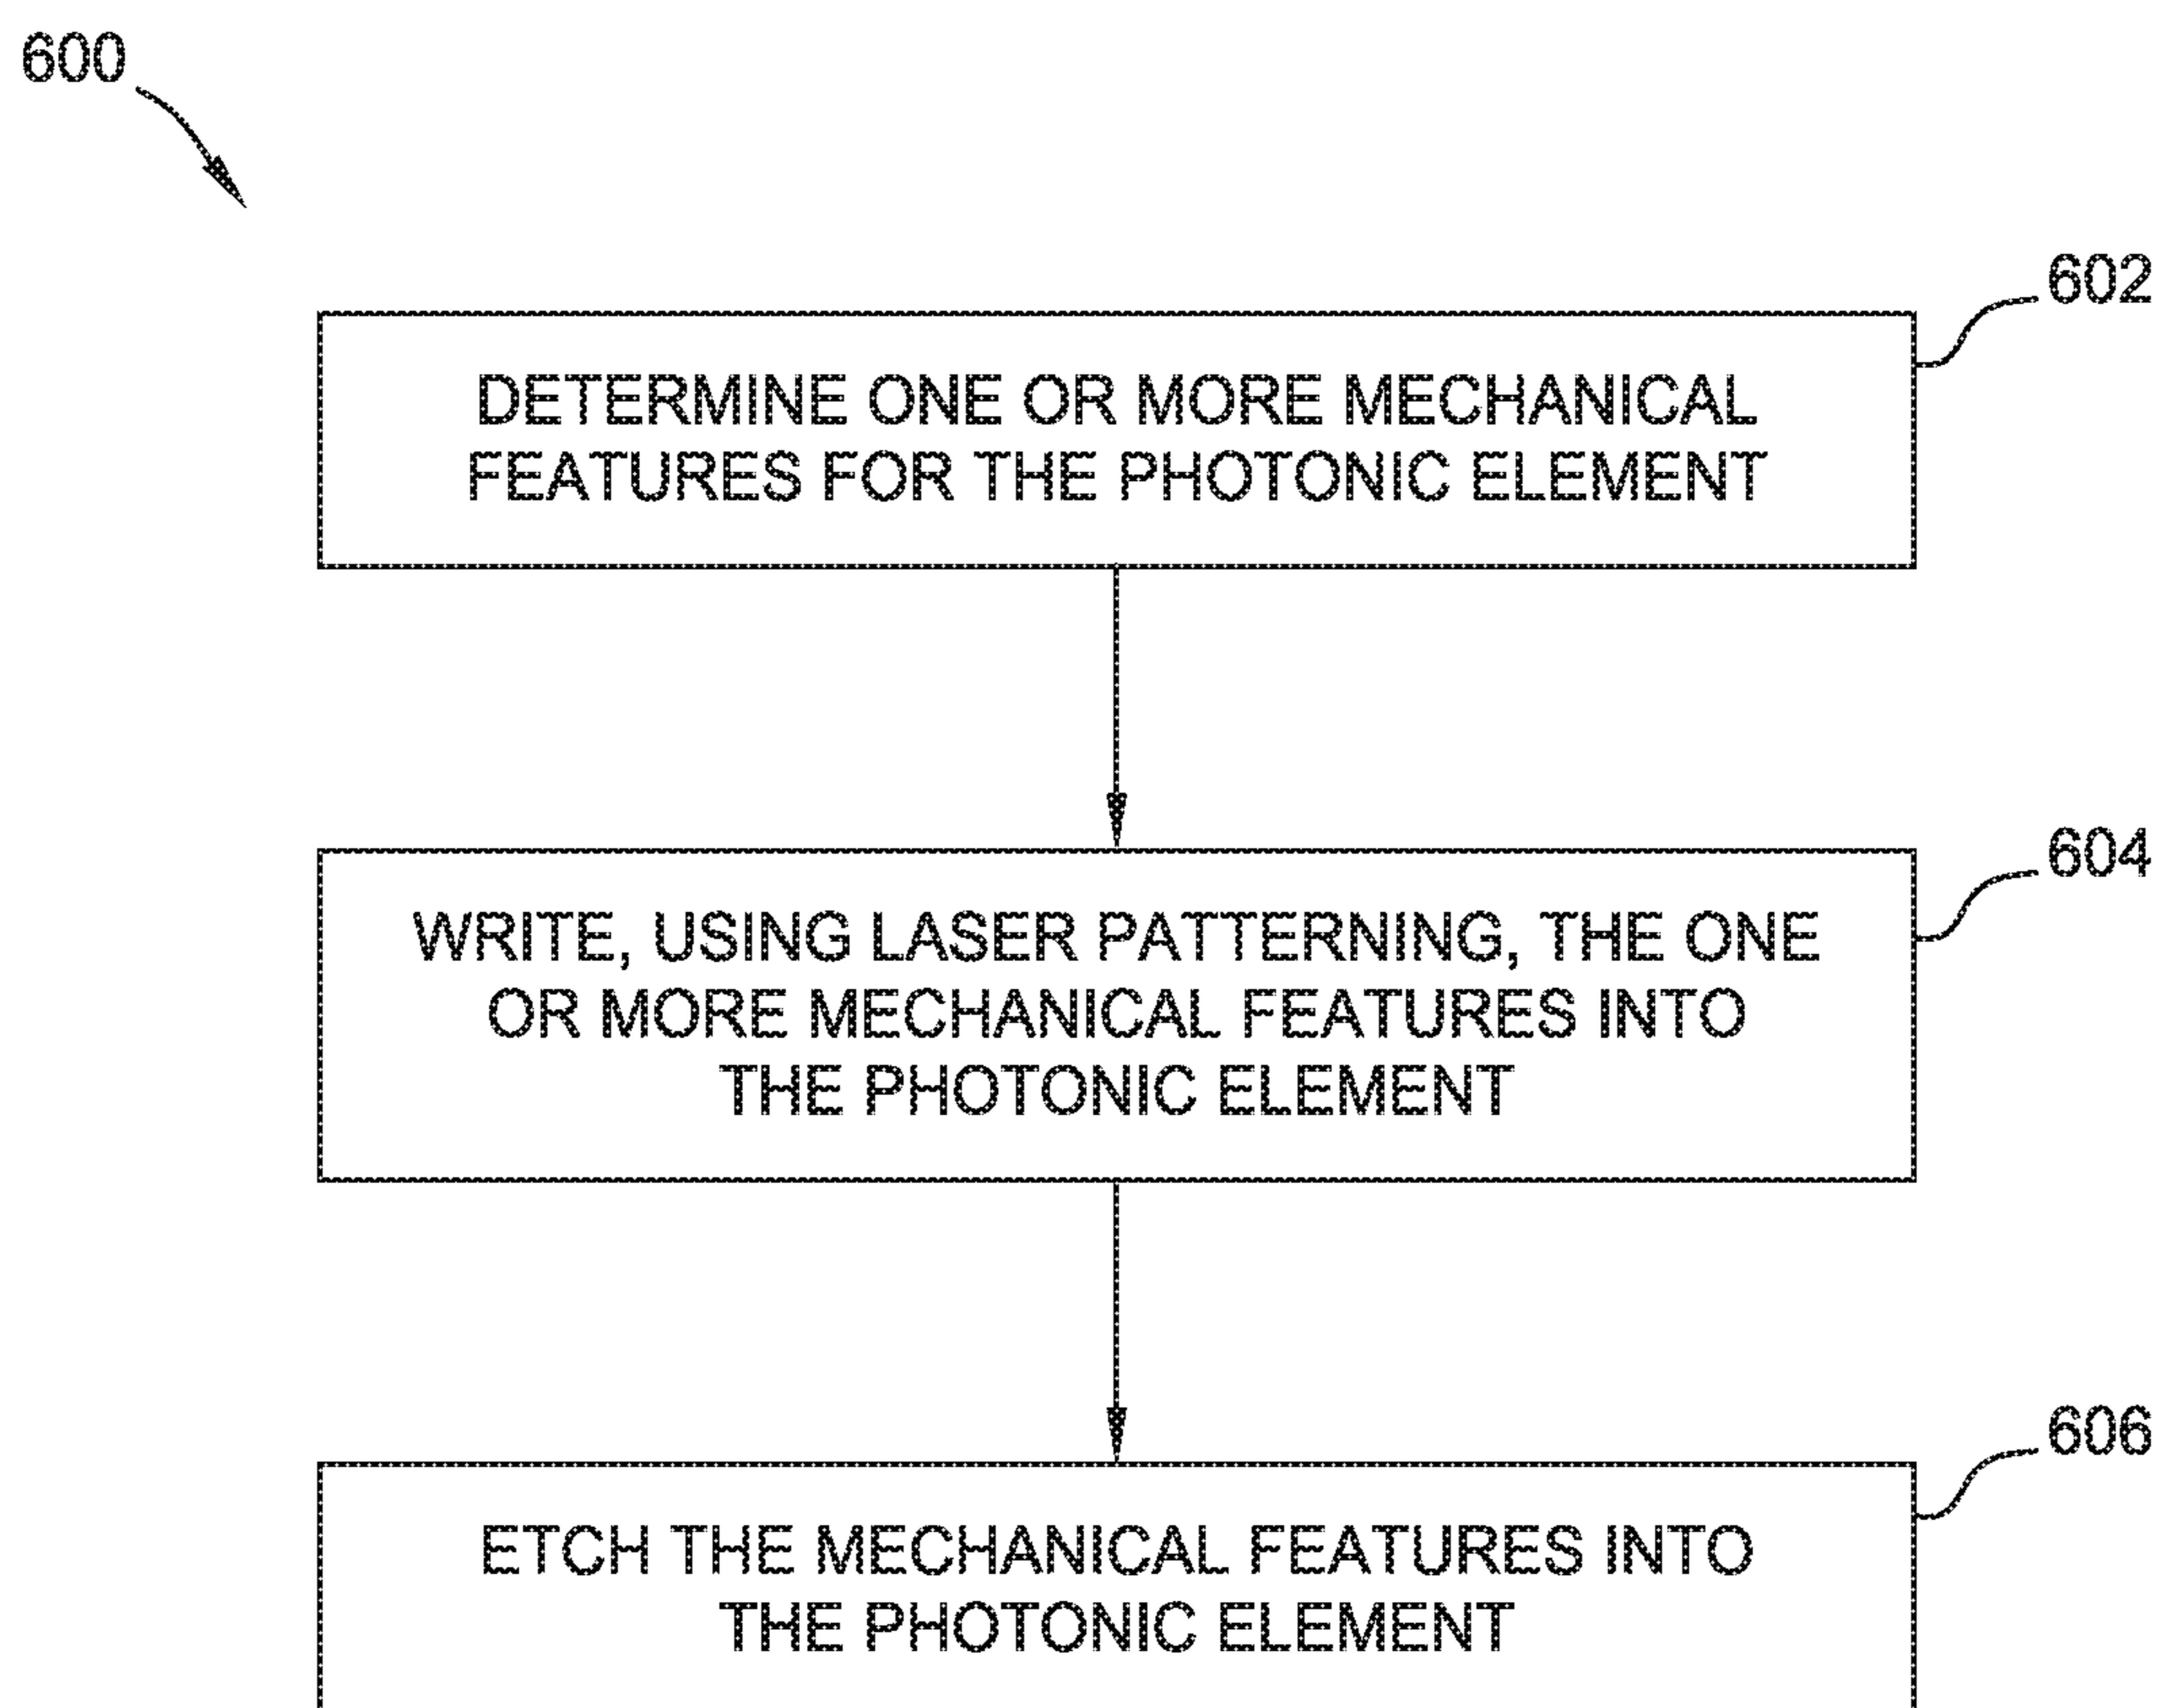 600
602
DETERMINE ONE OR MORE MECHANICAL
FEATURES FOR THE PHOTONIC ELEMENT
604
WRITE, USING LASER PATTERNING, THE ONE
OR MORE MECHANICAL FEATURES INTO
THE PHOTONIC ELEMENT
606
ETCH THE MECHANICAL FEATURES INTO
THE PHOTONIC ELEMENT